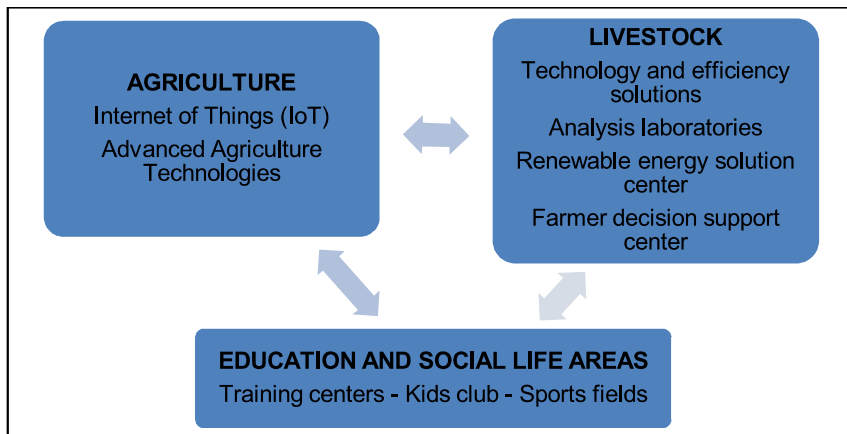 AGRICULTURE
Internet of Things (IoT)
Advanced Agriculture
Technologies
LIVESTOCK
Technology and efficiency
solutions
Analysis laboratories
Renewable energy solution
center
Farmer decision support
center
EDUCATION AND SOCIAL LIFE AREAS
Training centers - Kids club - Sports fields